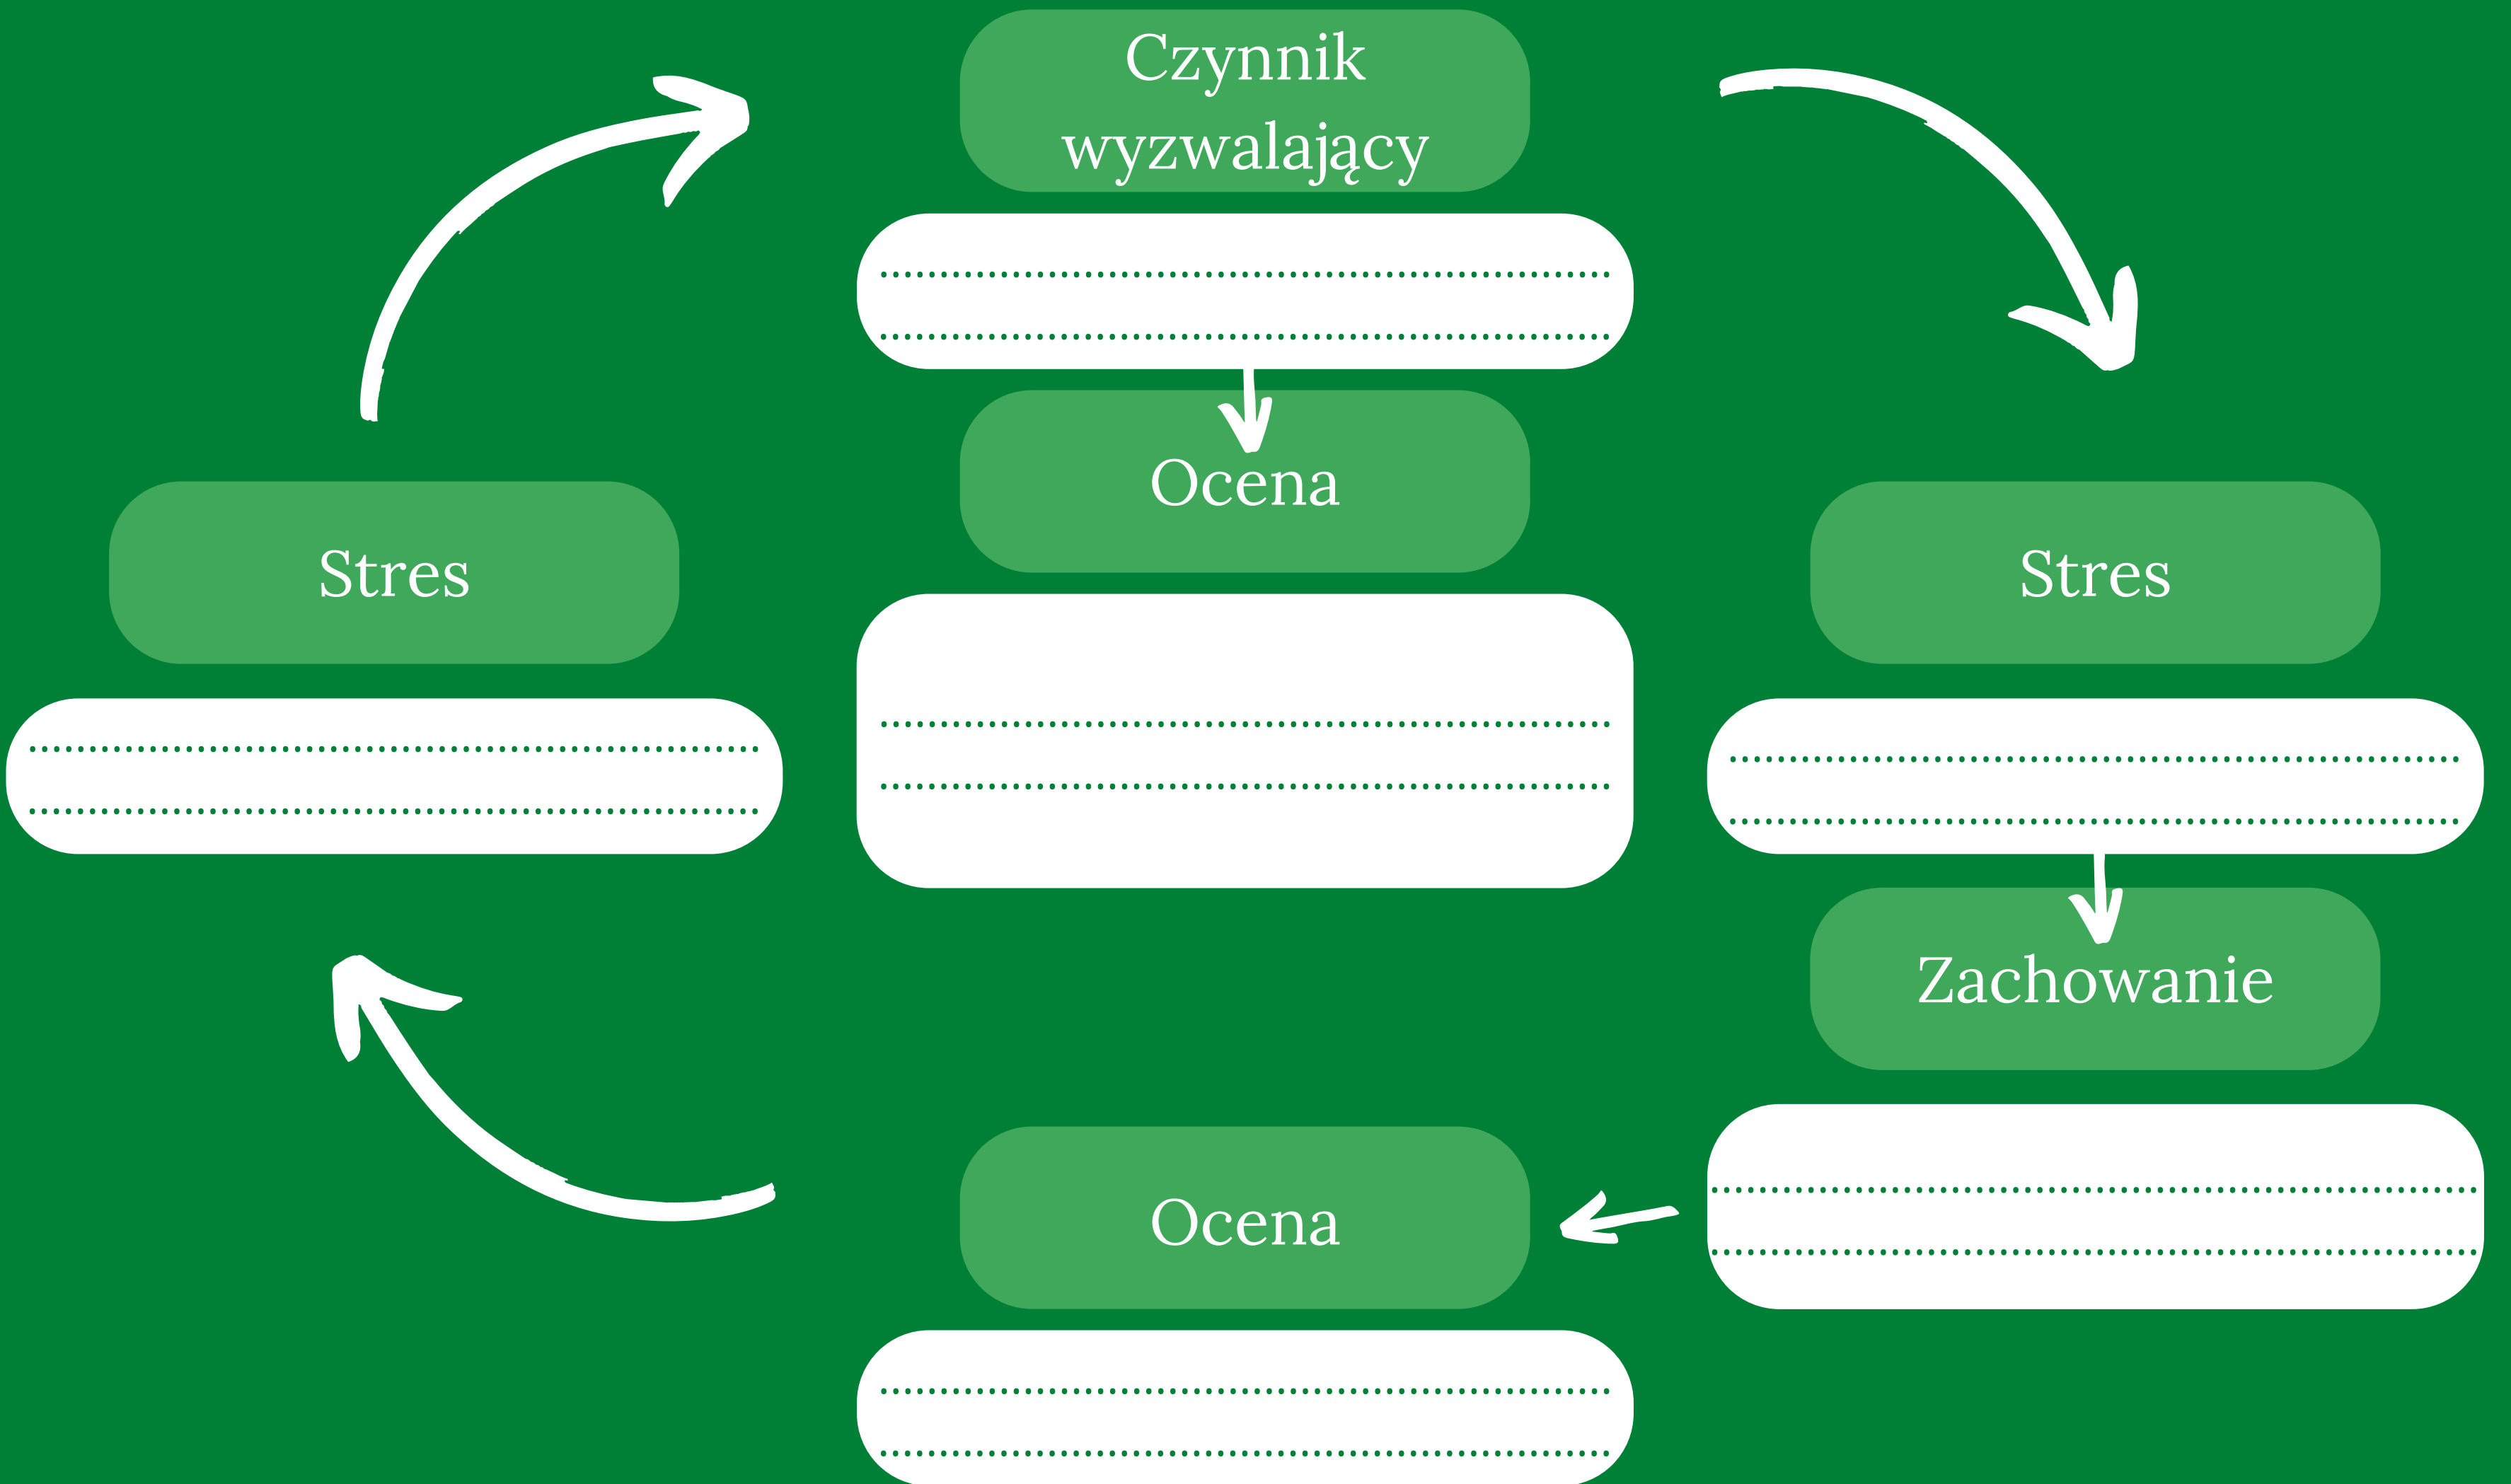 Czynnik
wyzwalający
Ocena
Stres
Stres
Zachowanie
Ocena